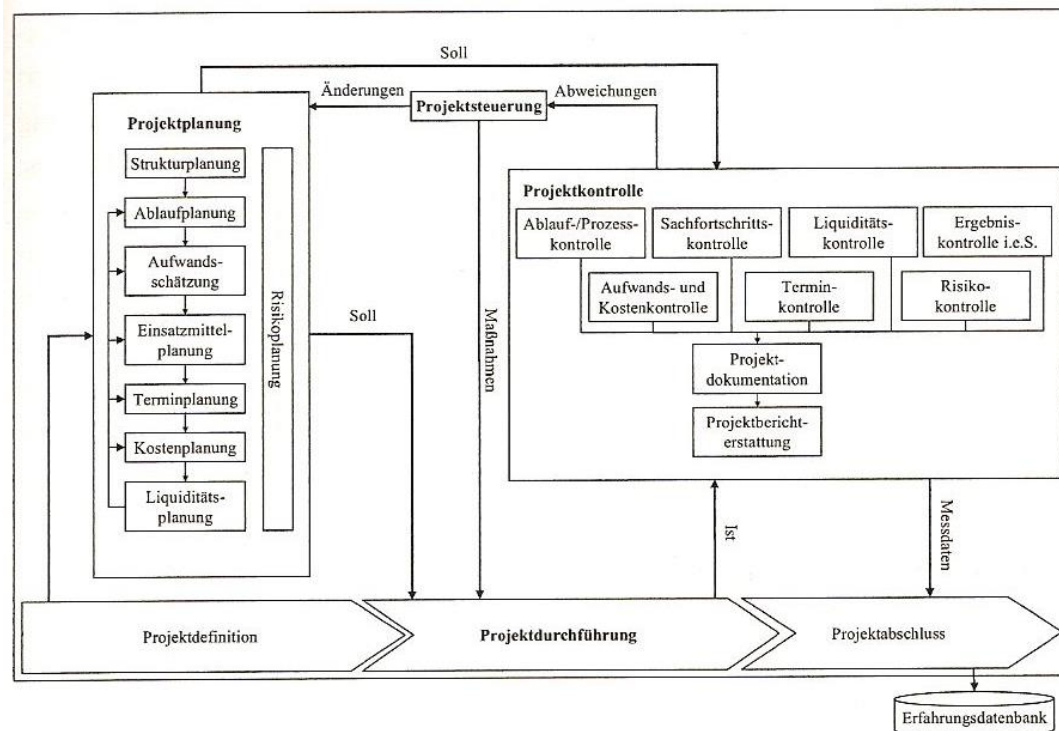 Soll
Änderungen
Projektsteuerung
Abweichungen
Projektplanung
Strukturplanung
Ablaufplanung
Aufwands-
schätzung
Einsatzmittel-
planung
Terminplanung
Kostenplanung
Liquiditäts-
planung
Risikoplanung
Soll
Maßnahmen
Projektkontrolle
Ablauf-/Prozess-
kontrolle
Sachfortschritts-
kontrolle
Liquiditäts-
kontrolle
Ergebnis-
kontrolle i.e.S.
Aufwands- und
Kostenkontrolle
Termin-
kontrolle
Risiko-
kontrolle
Projekt-
dokumentation
Projektbericht-
erstattung
Ist
Messdaten
Projektdefinition
Projektdurchführung
Projektabschluss
Erfahrungsdatenbank